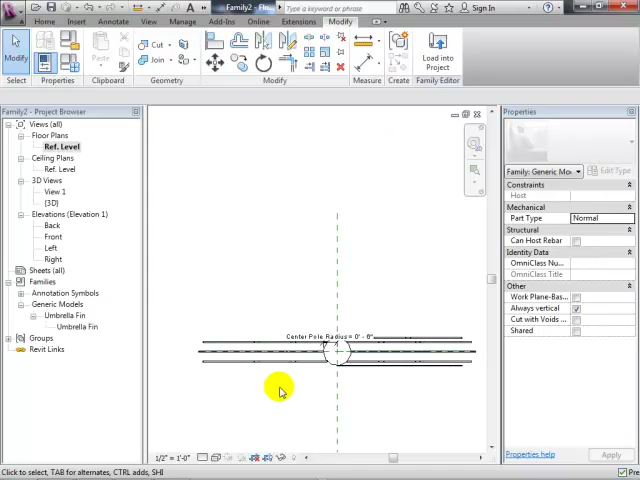 Family2 - Flo...
Type a keyword or phrase
Sign In
Home
Insert
Annotate
View
Manage
Add-Ins
Online
Extensions
Modify
Modify
Paste
Cut
Join
Load into
Project
Select
Properties
Clipboard
Geometry
Modify
Measure
Create
Family Editor
Family2 - Project Browser
Views (all)
Floor Plans
Ref. Level
Ceiling Plans
Ref. Level
3D Views
View 1
{3D}
Elevations (Elevation 1)
Back
Front
Left
Right
Sheets (all)
Families
Annotation Symbols
Generic Models
Umbrella Fin
Umbrella Fin
Groups
Revit Links
Center Pole Radius = 0' - 6"
1/2" = 1'-0"
Properties
Family: Generic Mo
Edit Type
Constraints
Host
Mechanical
Part Type
Normal
Structural
Can Host Rebar
Identity Data
OmniClass Nu...
OmniClass Title
Other
Work Plane-Bas...
Always vertical
Cut with Voids ...
Shared
Properties help
Apply
Click to select, TAB for alternates, CTRL adds, SHI
Pre